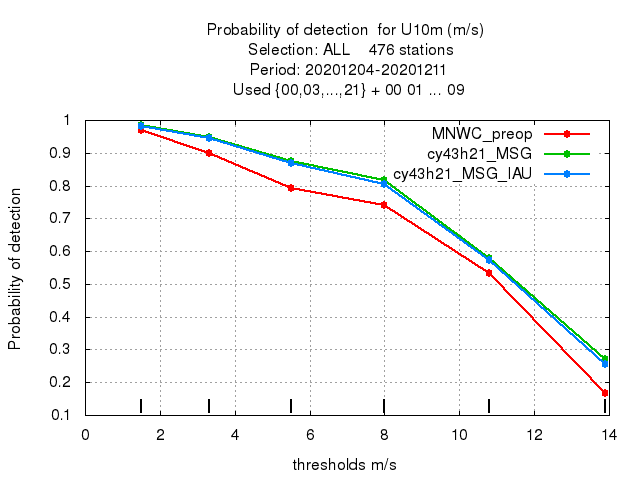 Probability of detection  for U10m (m/s)
Selection: ALL    476 stations
Period: 20201204-20201211
Used {00,03,...,21} + 00 01 ... 09
MNWC_preop
cy43h21_MSG
cy43h21_MSG_IAU
Probability of detection
1
0.9
0.8
0.7
0.6
0.5
0.4
0.3
0.2
0.1
0 2 4 6 8 10 12 14
thresholds m/s